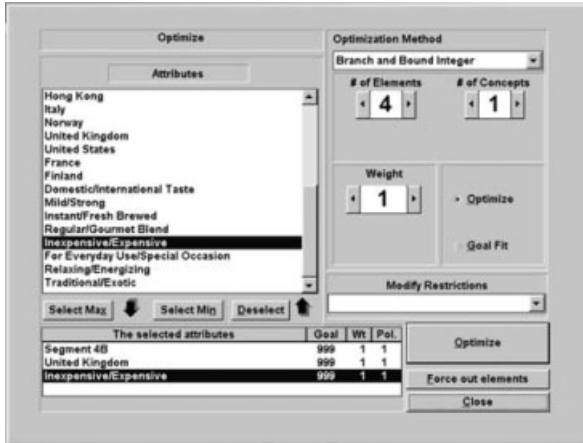 Optimize
Attributes
Hong Kong
Italy
Norway
United Kingdom
United States
France
Finland
Domestic/International Taste
Mild/Strong
Instant/Fresh Brewed
Regular/Gourmet Blend
Inexpensive/Expensive
For Everyday Use/Special Occasion
Relaxing/Energizing
Traditional/Exotic
Select Max Select Min Deselect
The selected attributes Goal Wt Pol.
Segment 4B 999 1 1
United Kingdom 999 1 1
Inexpensive/Expensive 999 1 1
Optimization Method
Branch and Bound Integer
# of Elements # of Concepts
4 1
Weight
1
Optimize
Goal Fit
Modify Restrictions
Optimize
Force out elements
Close